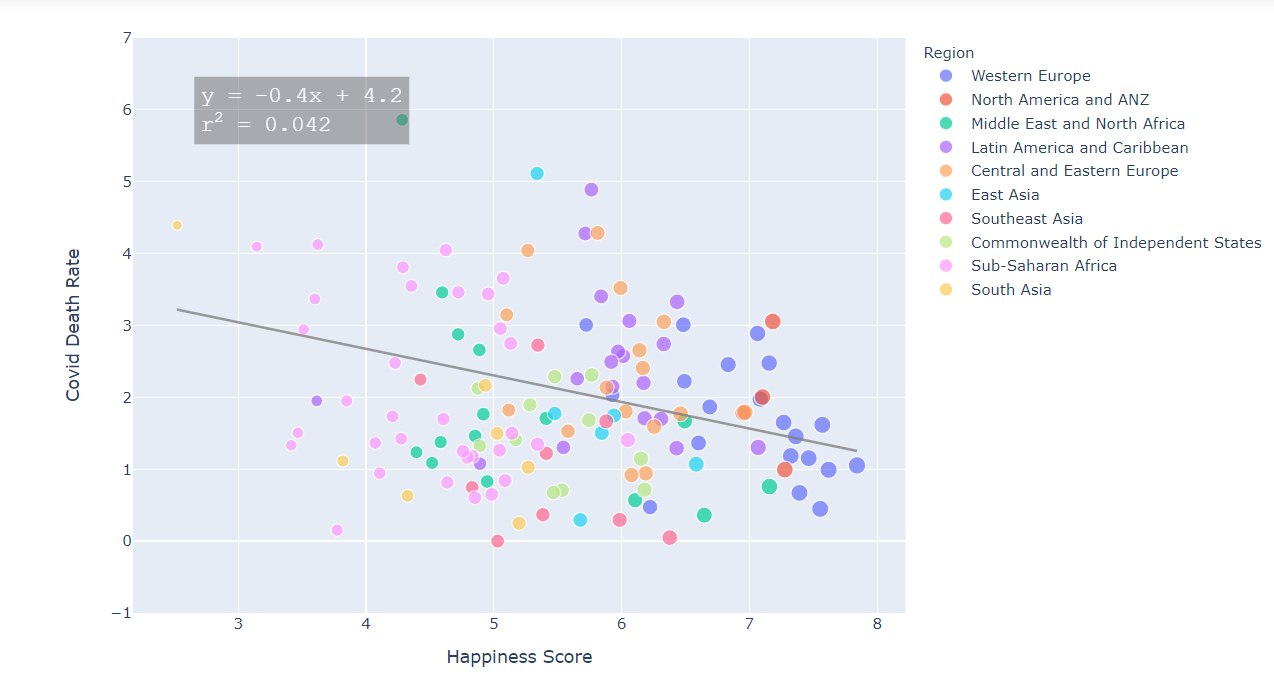 7
6
5
4
3
2
1
0
−1
Covid Death Rate
y = −0.4x + 4.2
r² = 0.042
3 4 5 6 7 8
Happiness Score
Region
Western Europe
North America and ANZ
Middle East and North Africa
Latin America and Caribbean
Central and Eastern Europe
East Asia
Southeast Asia
Commonwealth of Independent States
Sub-Saharan Africa
South Asia